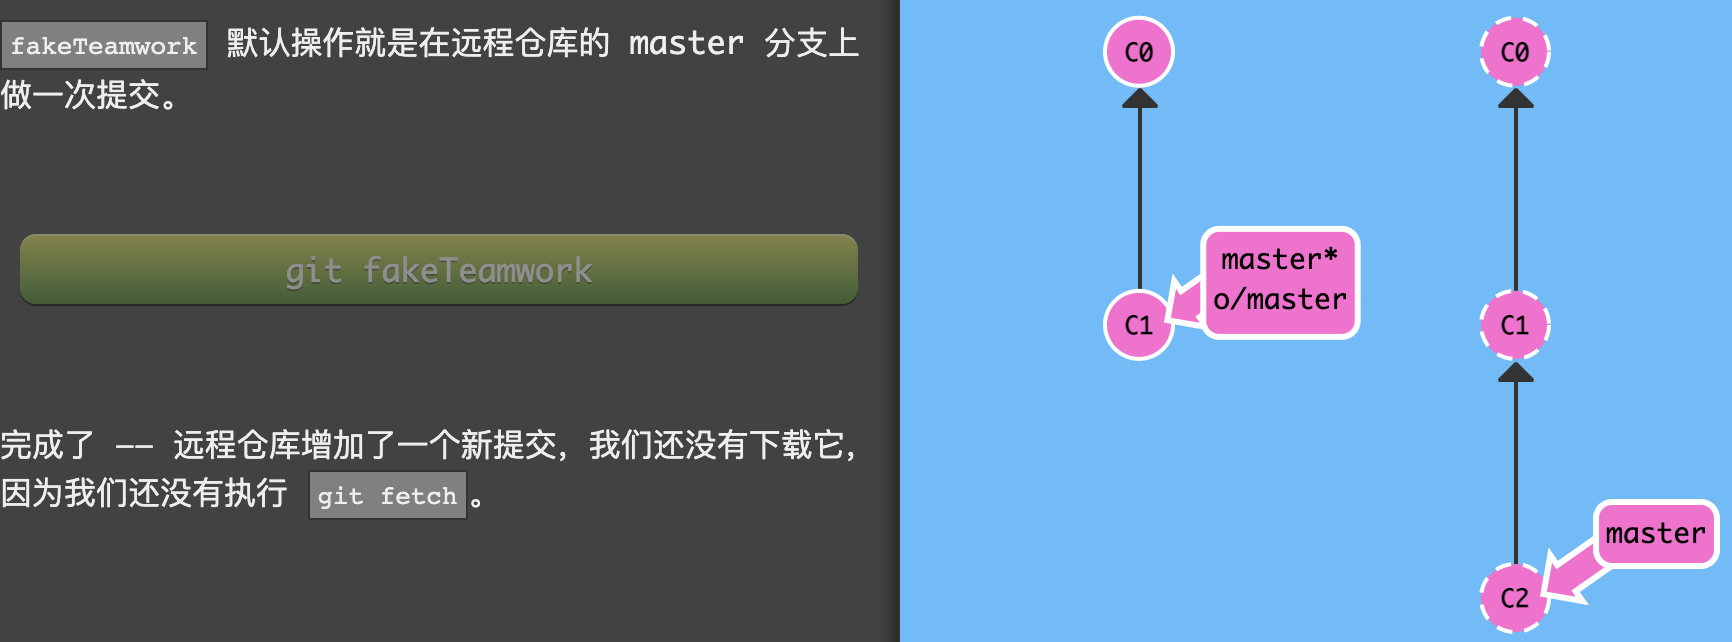 fakeTeamwork 默认操作就是在远程仓库的 master 分支上
做一次提交。
git fakeTeamwork
完成了 —— 远程仓库增加了一个新提交，我们还没有下载它，
因为我们还没有执行 git fetch。
C0
C0
master*
o/master
C1
C1
master
C2